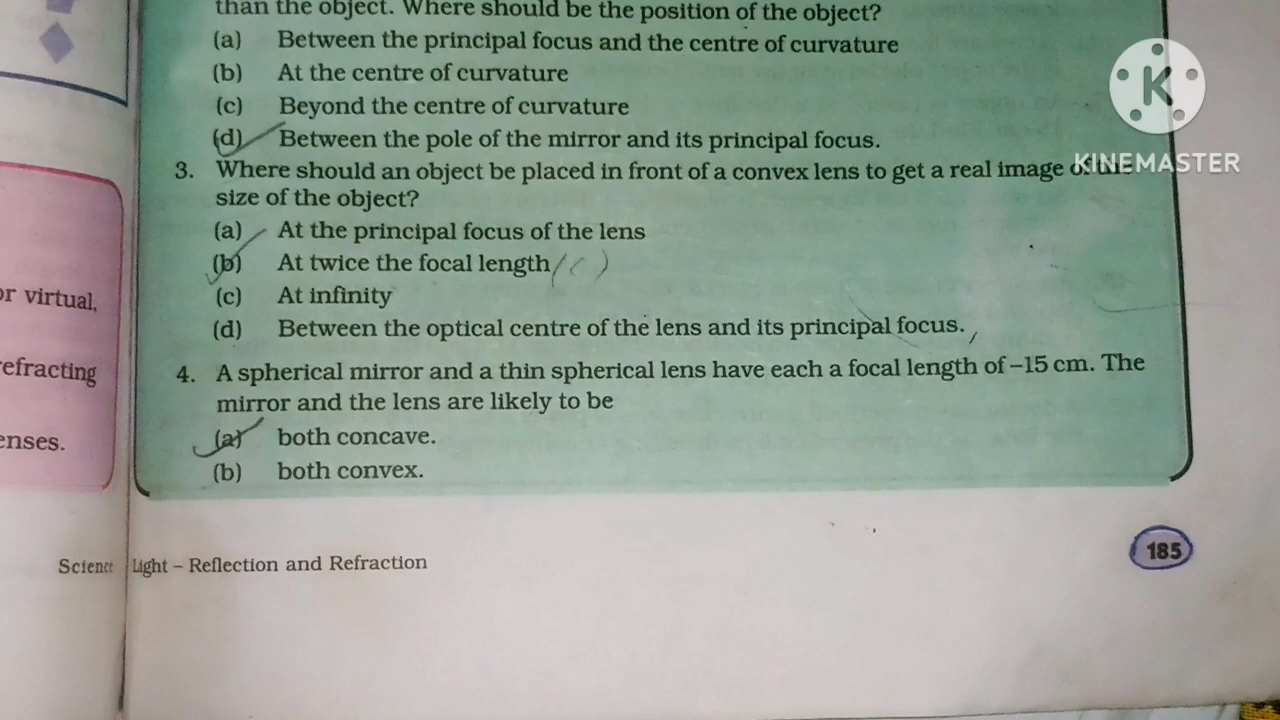 than the object. Where should be the position of the object?
(a) Between the principal focus and the centre of curvature
(b) At the centre of curvature
(c) Beyond the centre of curvature
(d) Between the pole of the mirror and its principal focus.
3. Where should an object be placed in front of a convex lens to get a real image of the
size of the object?
(a) At the principal focus of the lens
(b) At twice the focal length
(c) At infinity
(d) Between the optical centre of the lens and its principal focus.
4. A spherical mirror and a thin spherical lens have each a focal length of –15 cm. The
mirror and the lens are likely to be
(a) both concave.
(b) both convex.
or virtual,
refracting
enses.
Science
Light – Reflection and Refraction
185
K
KINEMASTER